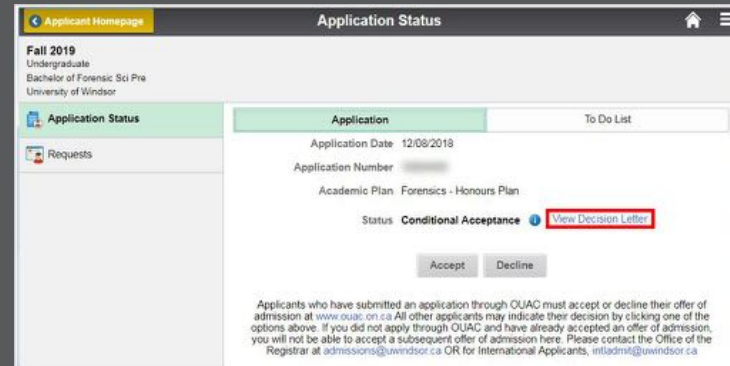 Applicant Homepage
Application Status
Fall 2019
Undergraduate
Bachelor of Forensic Sci Pre
University of Windsor
Application Status
Requests
Application
To Do List
Application Date 12/08/2018
Application Number
Academic Plan Forensics - Honours Plan
Status Conditional Acceptance View Decision Letter
Accept Decline
Applicants who have submitted an application through OUAC must accept or decline their offer of
admission at www.ouac.on.ca All other applicants may indicate their decision by clicking one of the
options above. If you did not apply through OUAC and have already accepted an offer of admission,
you will not be able to accept a subsequent offer of admission here. Please contact the Office of the
Registrar at admissions@uwindsor.ca OR for International Applicants, intladmit@uwindsor.ca